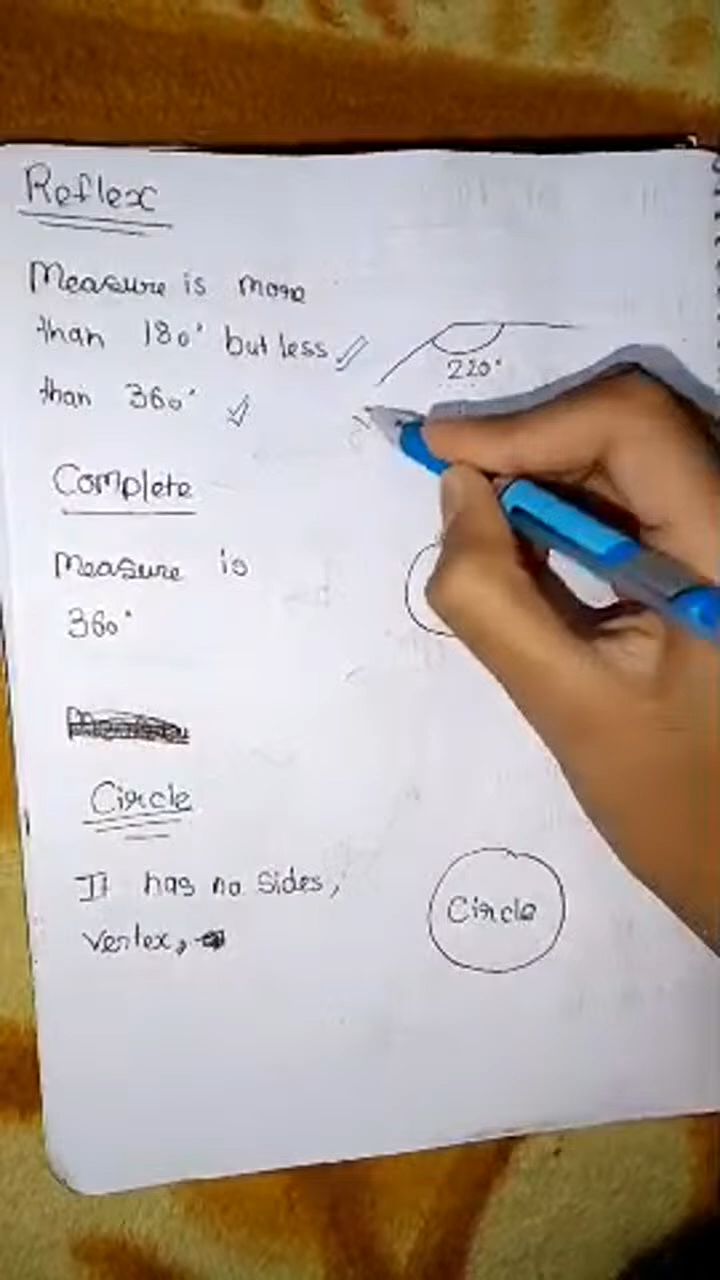 Reflex
Measure is more
than 180° but less
than 360°
220°
Complete
Measure is
360°
Circle
It has no sides,
Vertex,
Circle